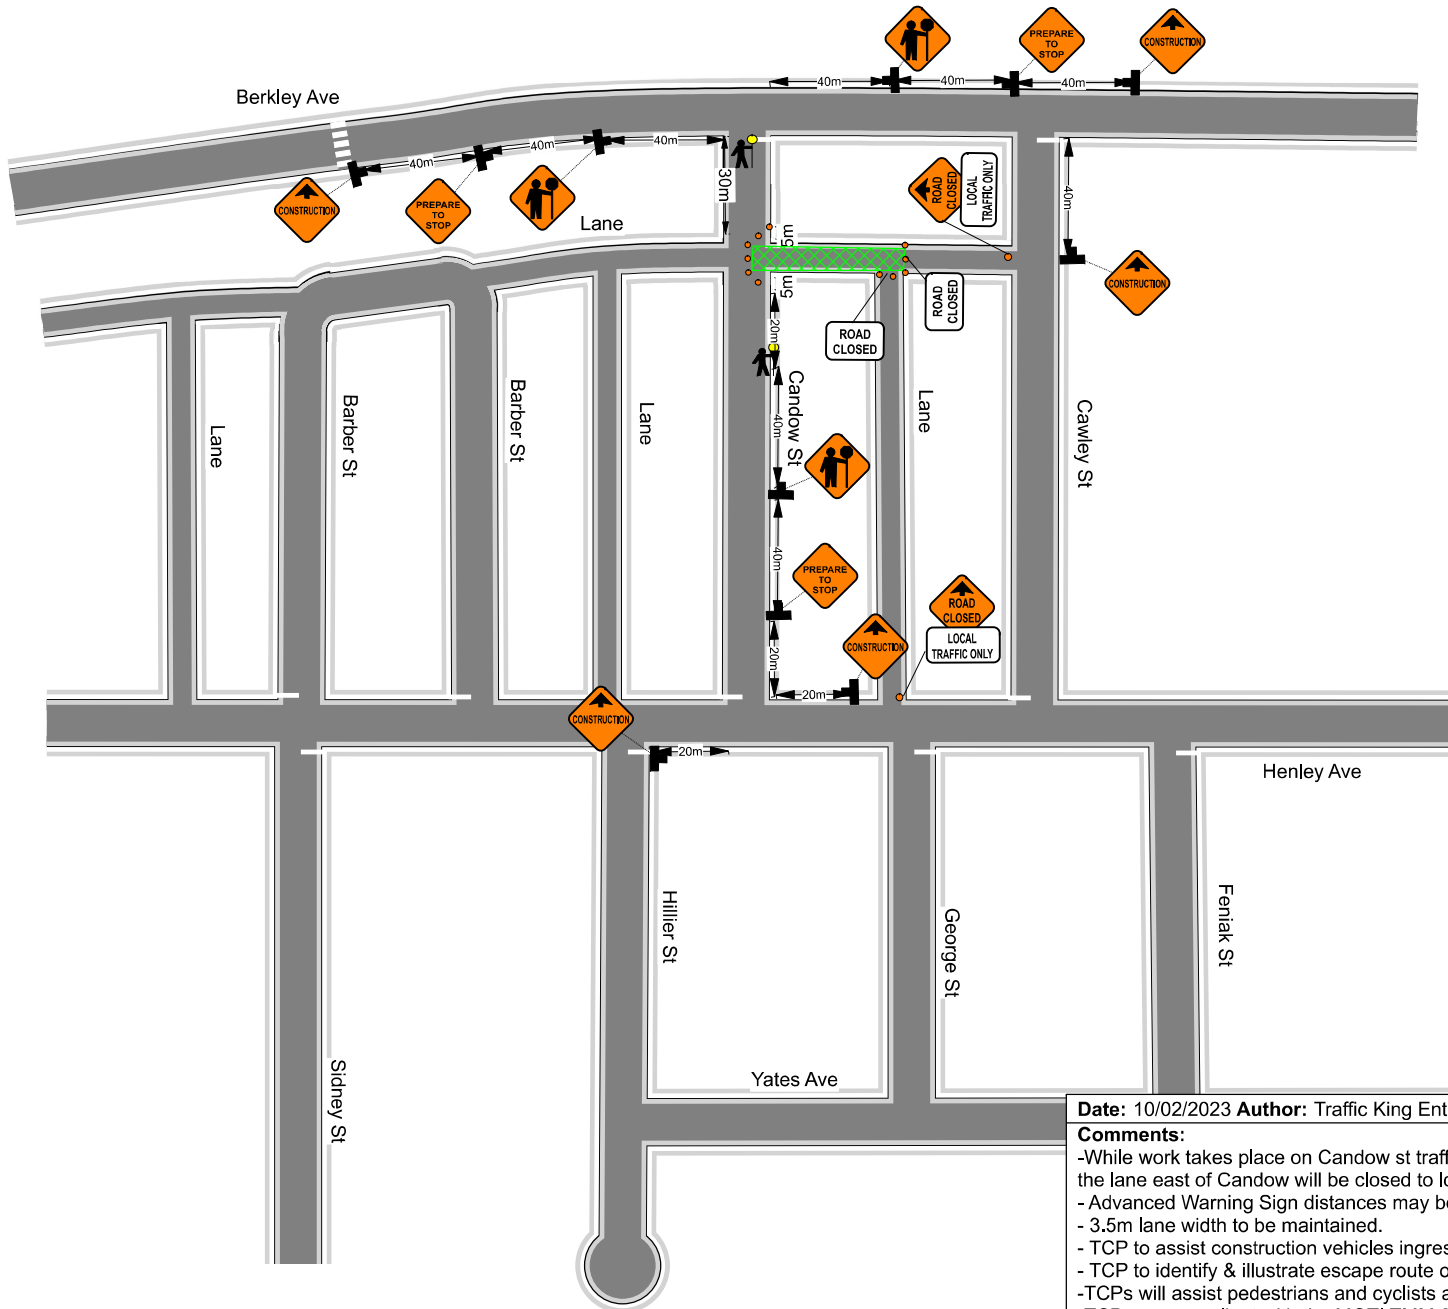 CONSTRUCTION
PREPARE
TO
STOP
40m
40m
40m
Berkley Ave
40m
40m
40m
CONSTRUCTION
PREPARE
TO
STOP
Lane
30m
ROAD
CLOSED
LOCAL
TRAFFIC ONLY
40m
CONSTRUCTION
5m
5m
ROAD
CLOSED
ROAD
CLOSED
20m
Candow St
40m
40m
PREPARE
TO
STOP
20m
20m
CONSTRUCTION
ROAD
CLOSED
LOCAL
TRAFFIC ONLY
Lane
Barber St
Barber St
Lane
Lane
Cawley St
CONSTRUCTION
20m
Henley Ave
Hillier St
George St
Feniak St
Sidney St
Yates Ave
Date: 10/02/2023 Author: Traffic King Ent
Comments:
-While work takes place on Candow st traff
the lane east of Candow will be closed to lo
- Advanced Warning Sign distances may be
- 3.5m lane width to be maintained.
- TCP to assist construction vehicles ingres
- TCP to identify & illustrate escape route o
-TCPs will assist pedestrians and cyclists a